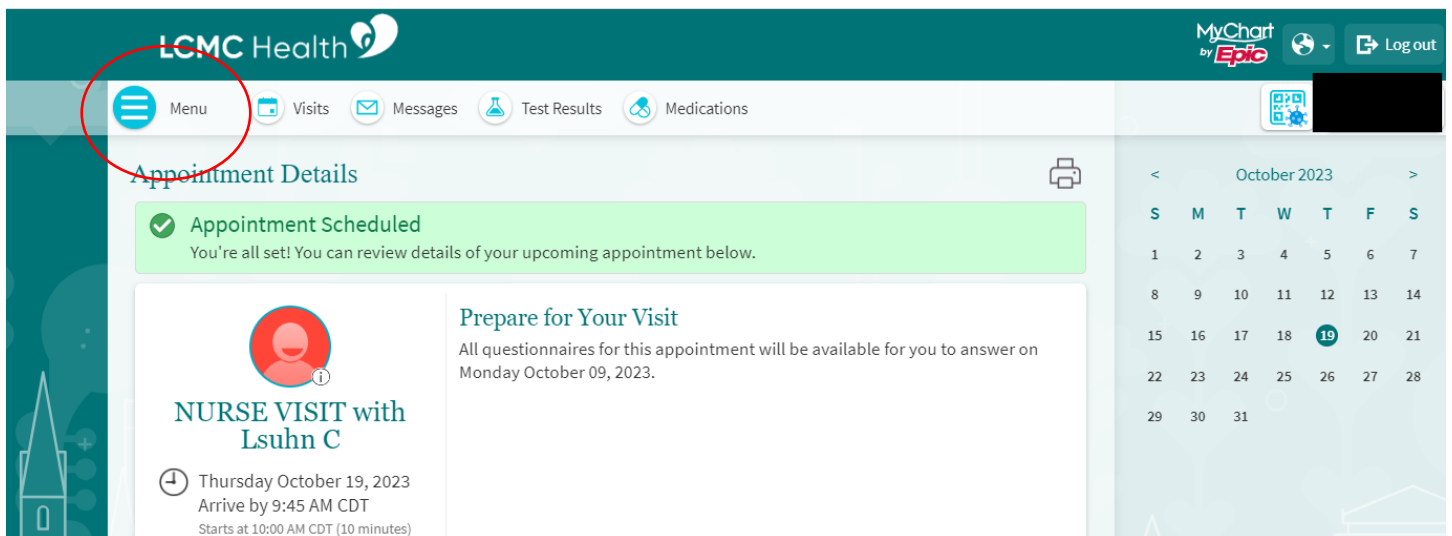 LCMC Health
MyChart
by Epic
Log out
Menu
Visits
Messages
Test Results
Medications
Appointment Details
Appointment Scheduled
You're all set! You can review details of your upcoming appointment below.
NURSE VISIT with
Lsuhn C
Thursday October 19, 2023
Arrive by 9:45 AM CDT
Starts at 10:00 AM CDT (10 minutes)
Prepare for Your Visit
All questionnaires for this appointment will be available for you to answer on
Monday October 09, 2023.
< October 2023 >
S M T W T F S
1 2 3 4 5 6 7
8 9 10 11 12 13 14
15 16 17 18 19 20 21
22 23 24 25 26 27 28
29 30 31